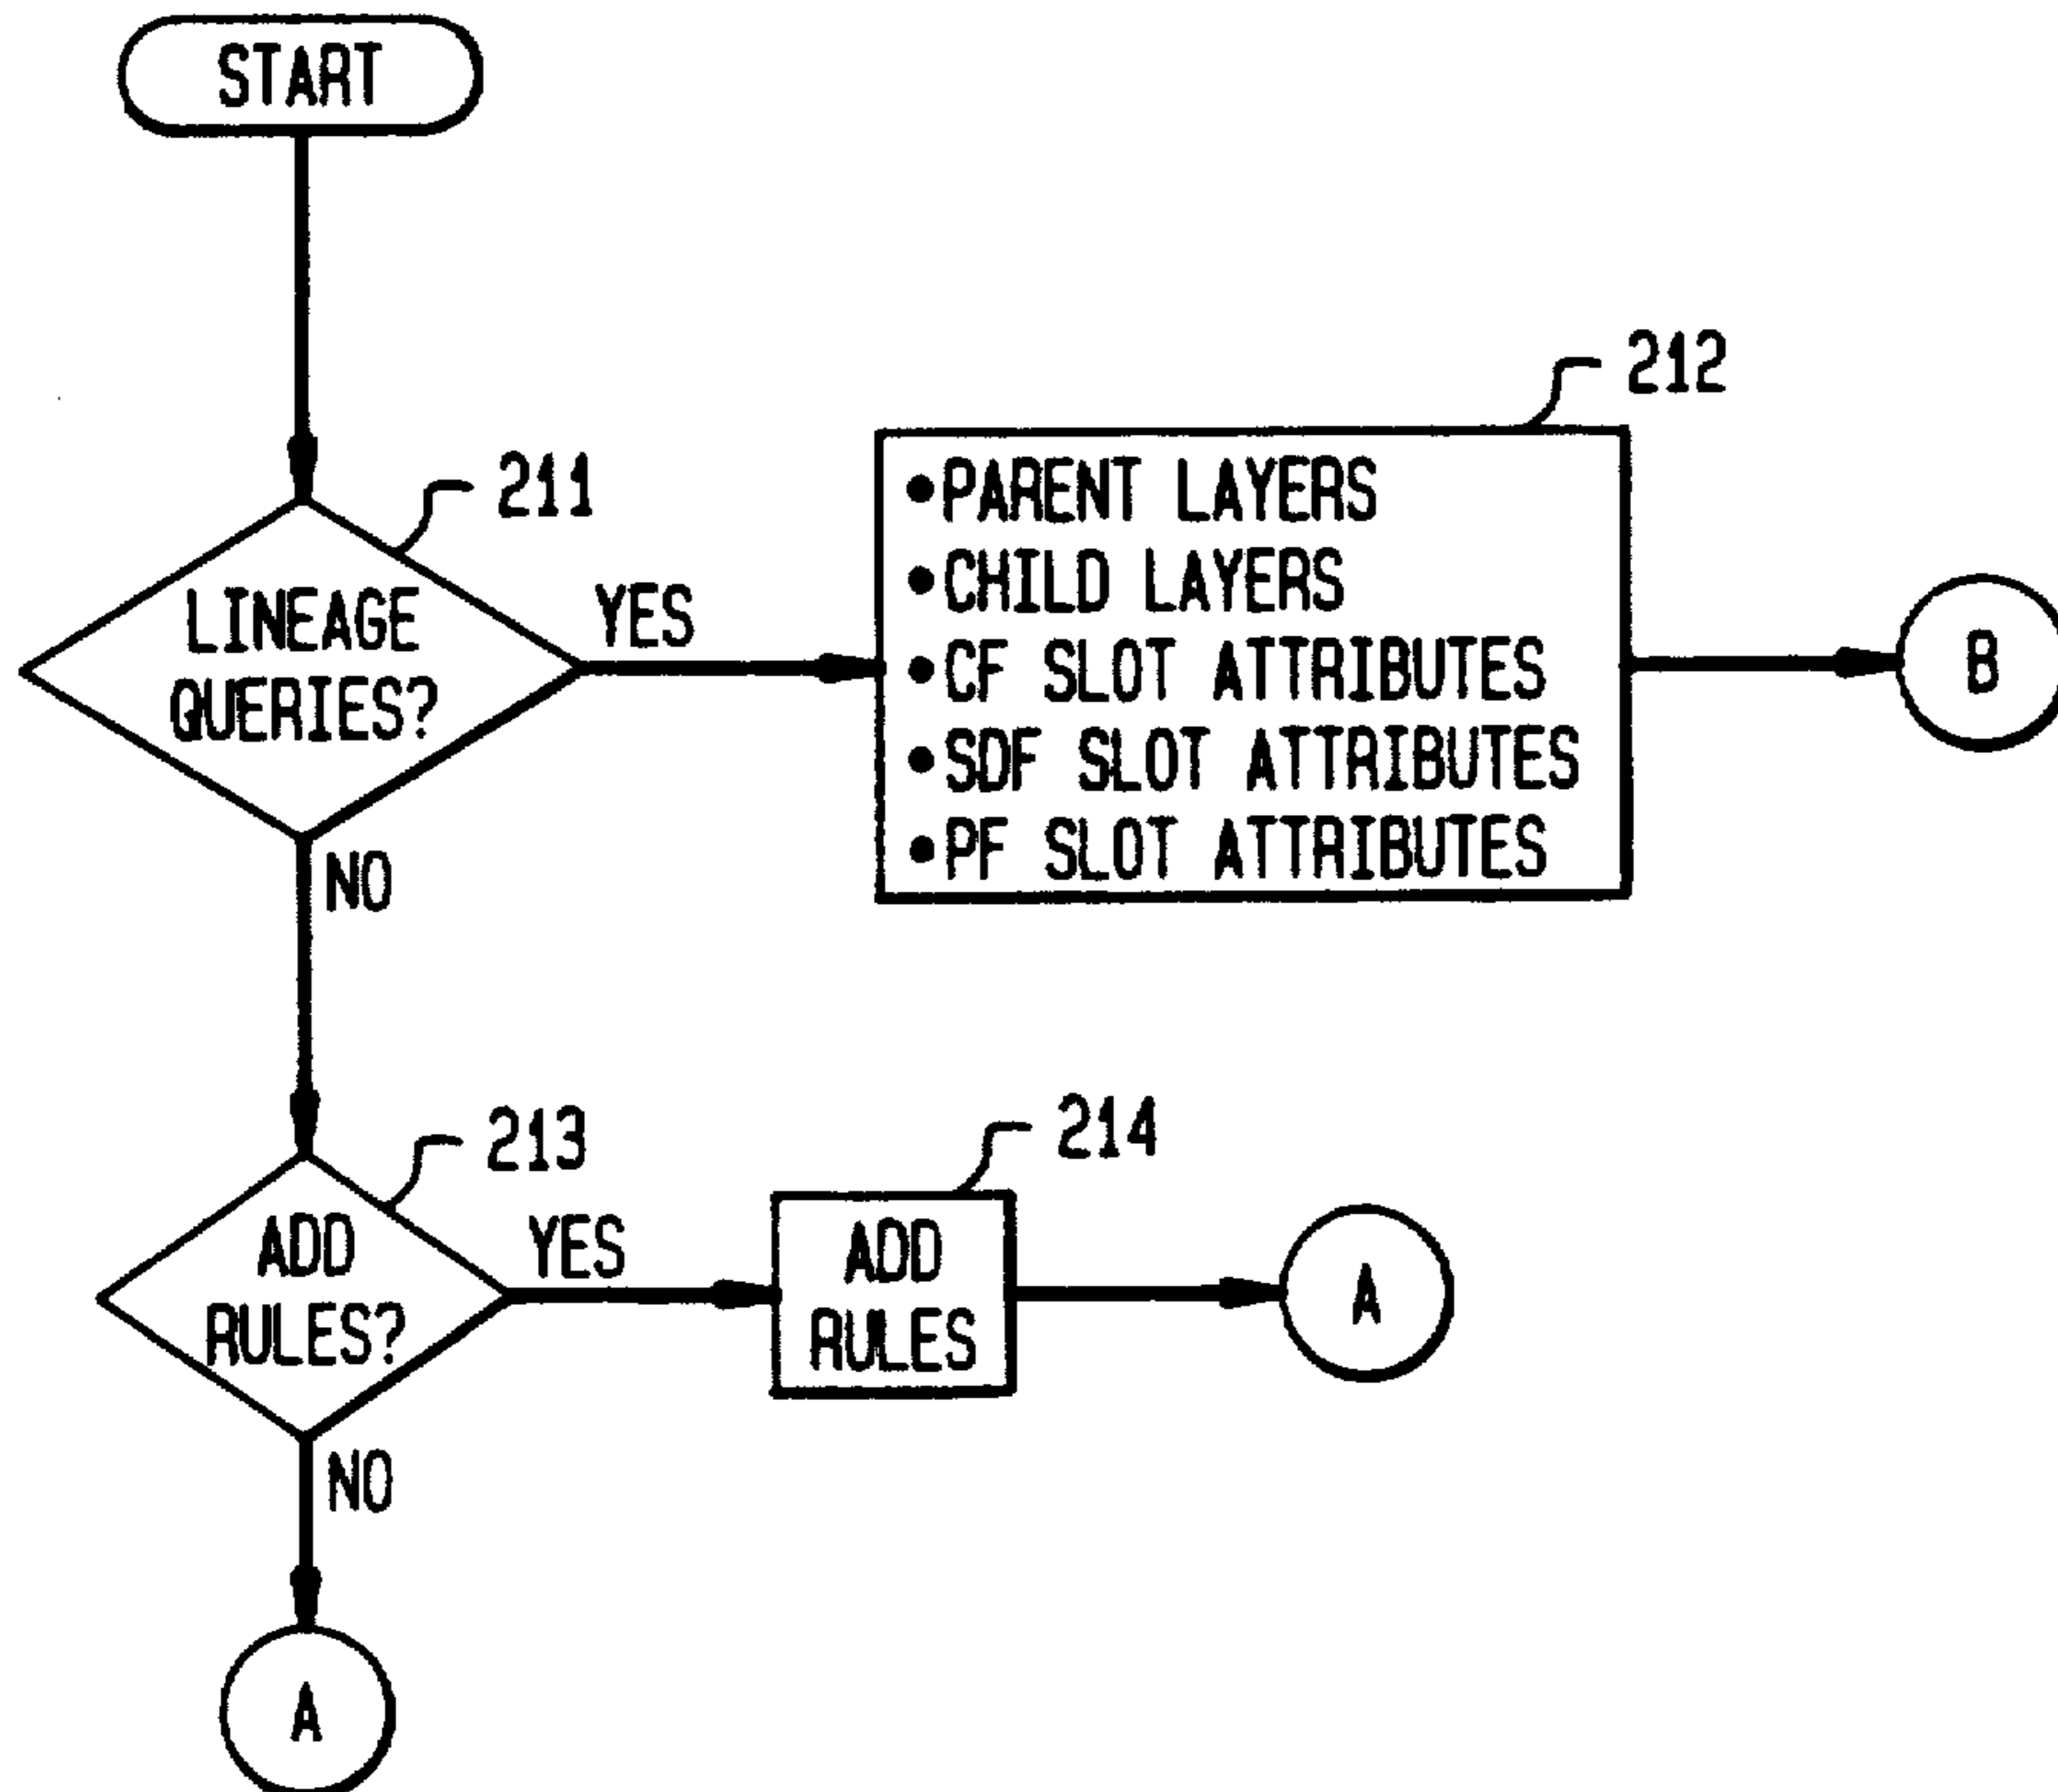 START
211
LINEAGE
QUERIES?
YES
NO
212
•PARENT LAYERS
•CHILD LAYERS
•CF SLOT ATTRIBUTES
•SDF SLOT ATTRIBUTES
•PF SLOT ATTRIBUTES
B
213
ADD
RULES?
YES
NO
214
ADD
RULES
A
A